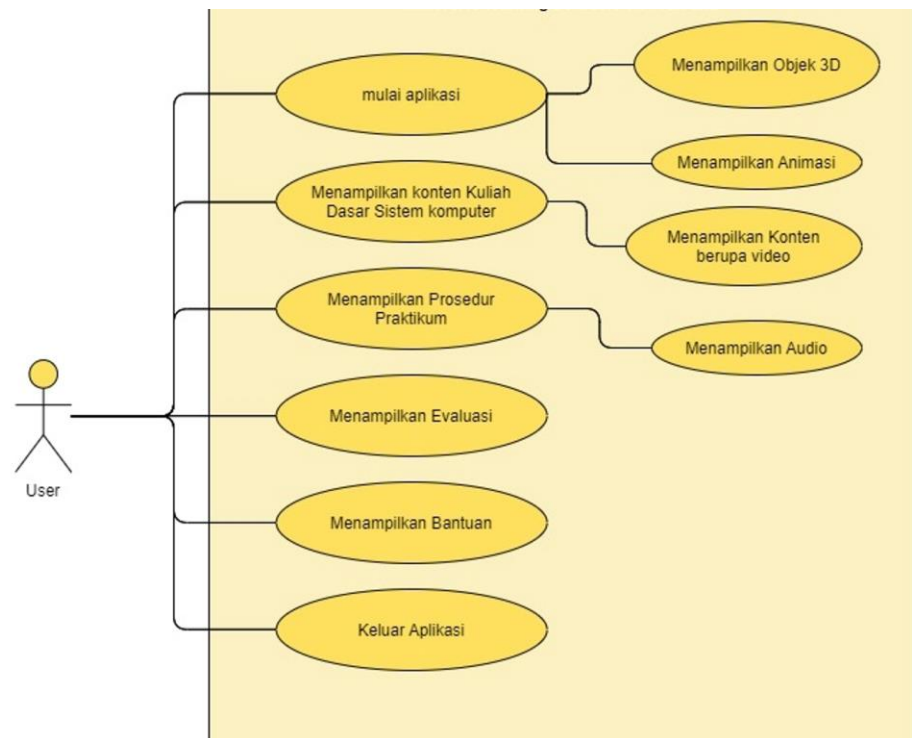 mulai aplikasi
Menampilkan Objek 3D
Menampilkan Animasi
Menampilkan konten Kuliah
Dasar Sistem komputer
Menampilkan Konten
berupa video
Menampilkan Prosedur
Praktikum
Menampilkan Audio
Menampilkan Evaluasi
User
Menampilkan Bantuan
Keluar Aplikasi